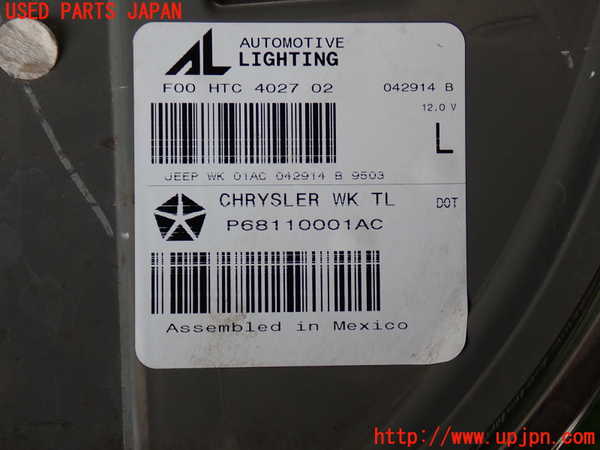 USED PARTS JAPAN
AL AUTOMOTIVE LIGHTING
F00 HTC 4027 02 042914 B
12.0 V
L
JEEP WK 01AC 042914 B 9503
CHRYSLER WK TL DOT
P68110001AC
Assembled in Mexico
http://www.upjpn.com/